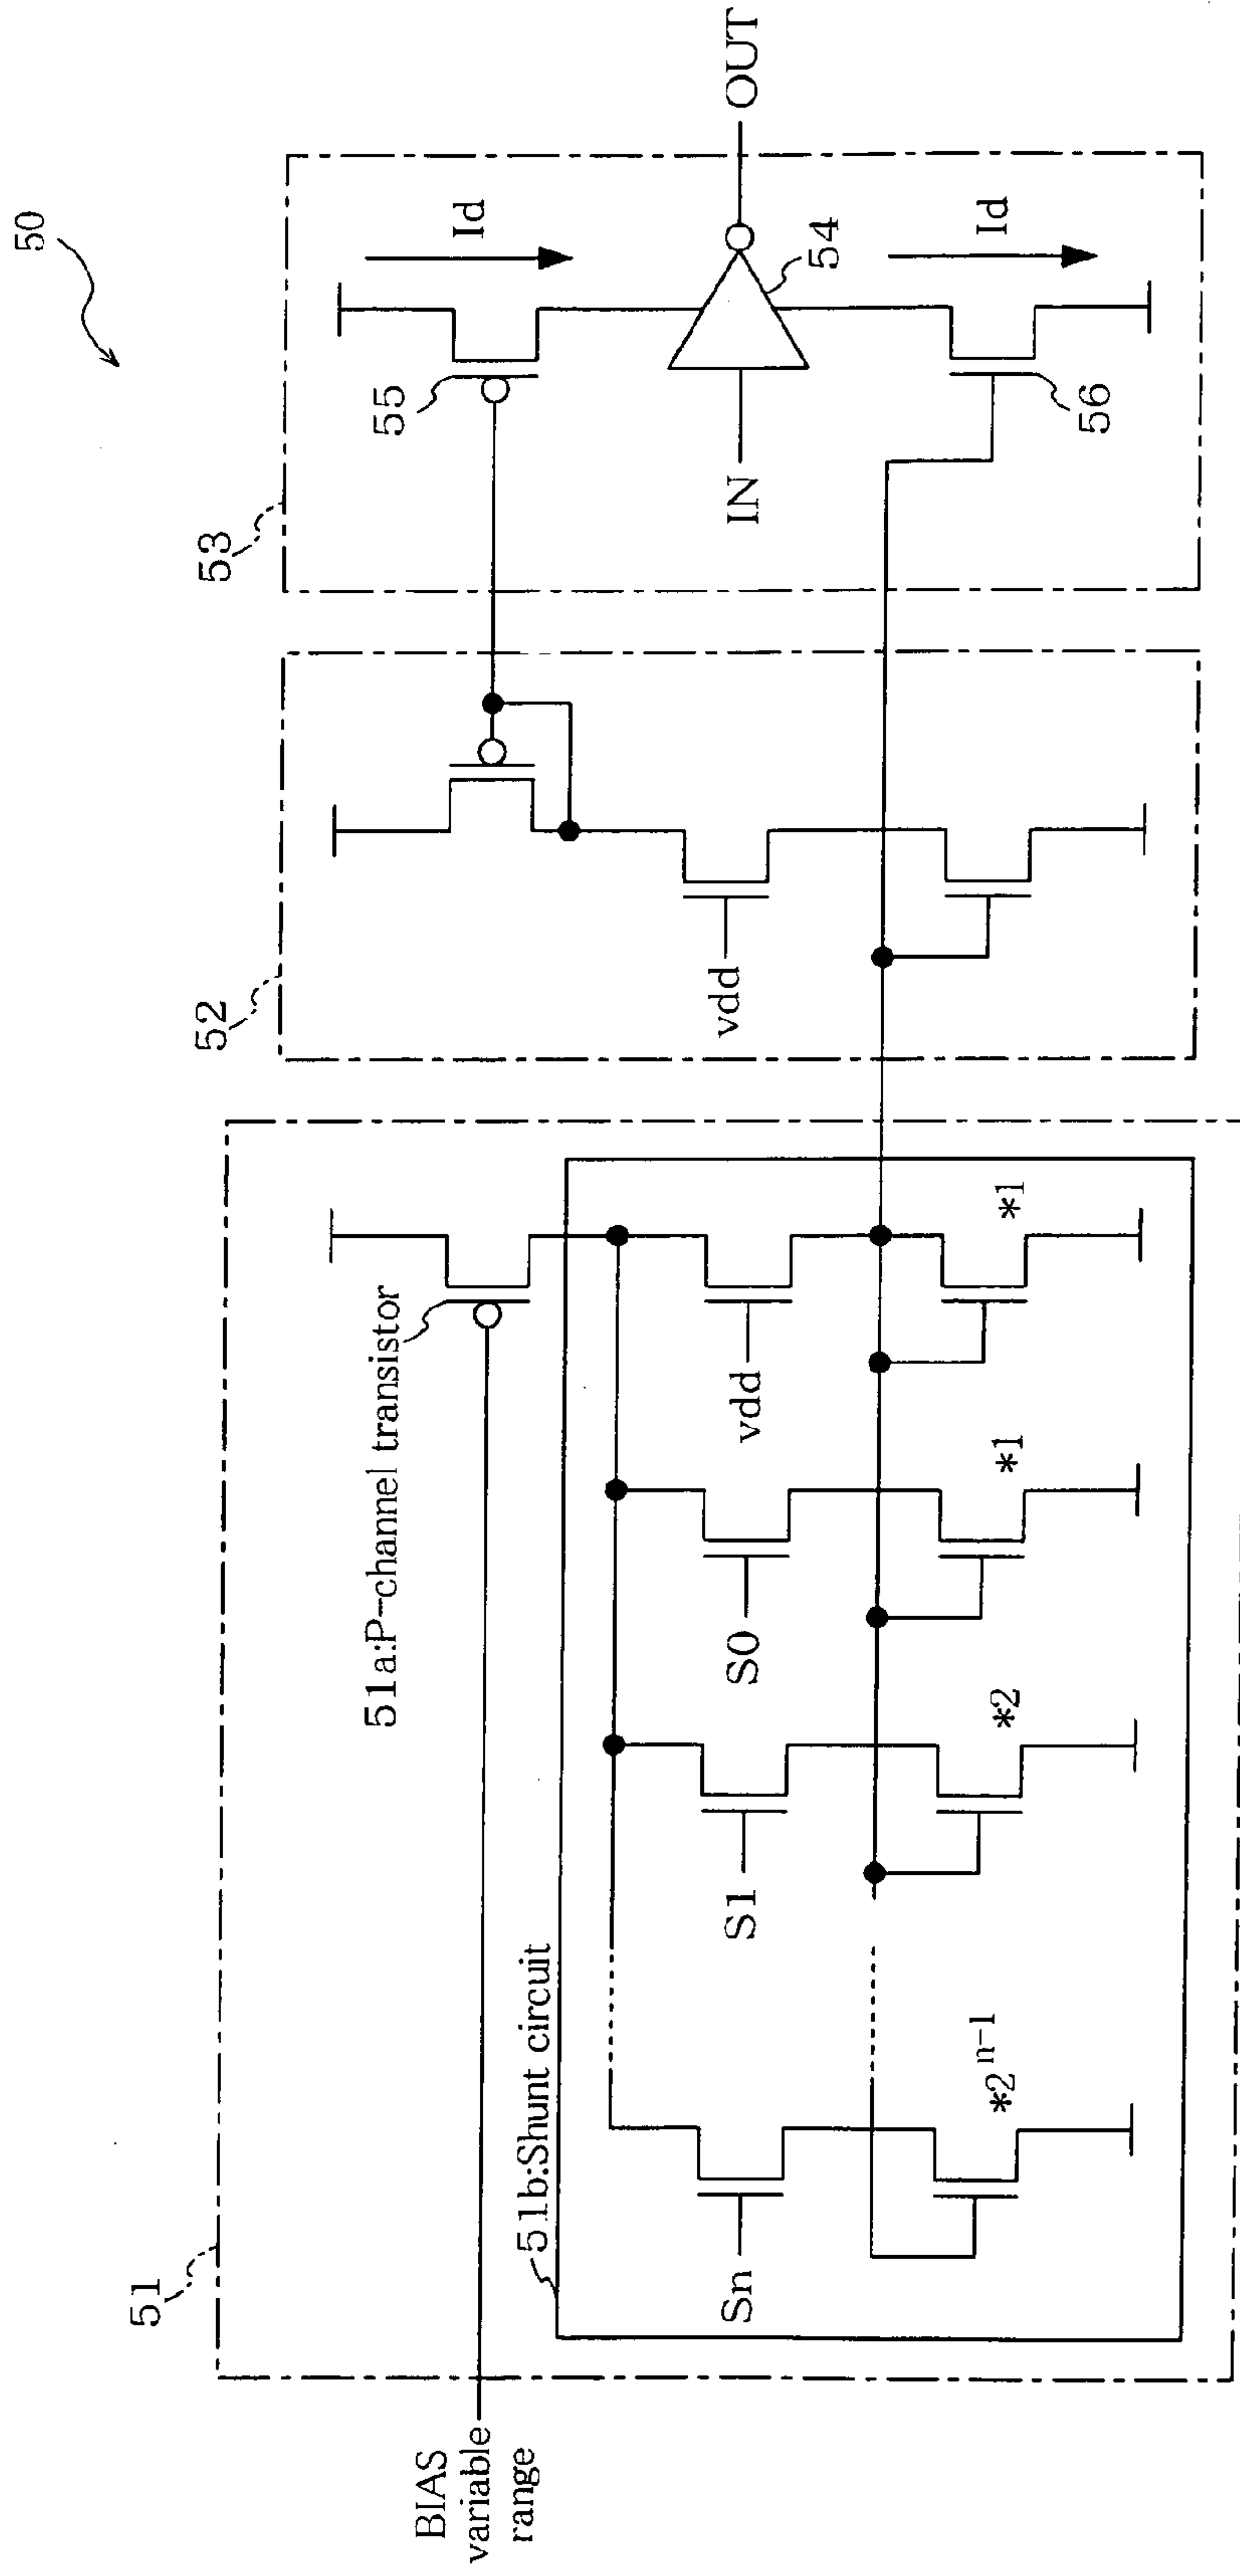 50
51
52
53
BIAS
variable
range
51a:P-channel transistor
51b:Shunt circuit
Sn
S1
S0
vdd
*2n-1
*2
*1
*1
vdd
55
Id
IN
54
OUT
Id
56